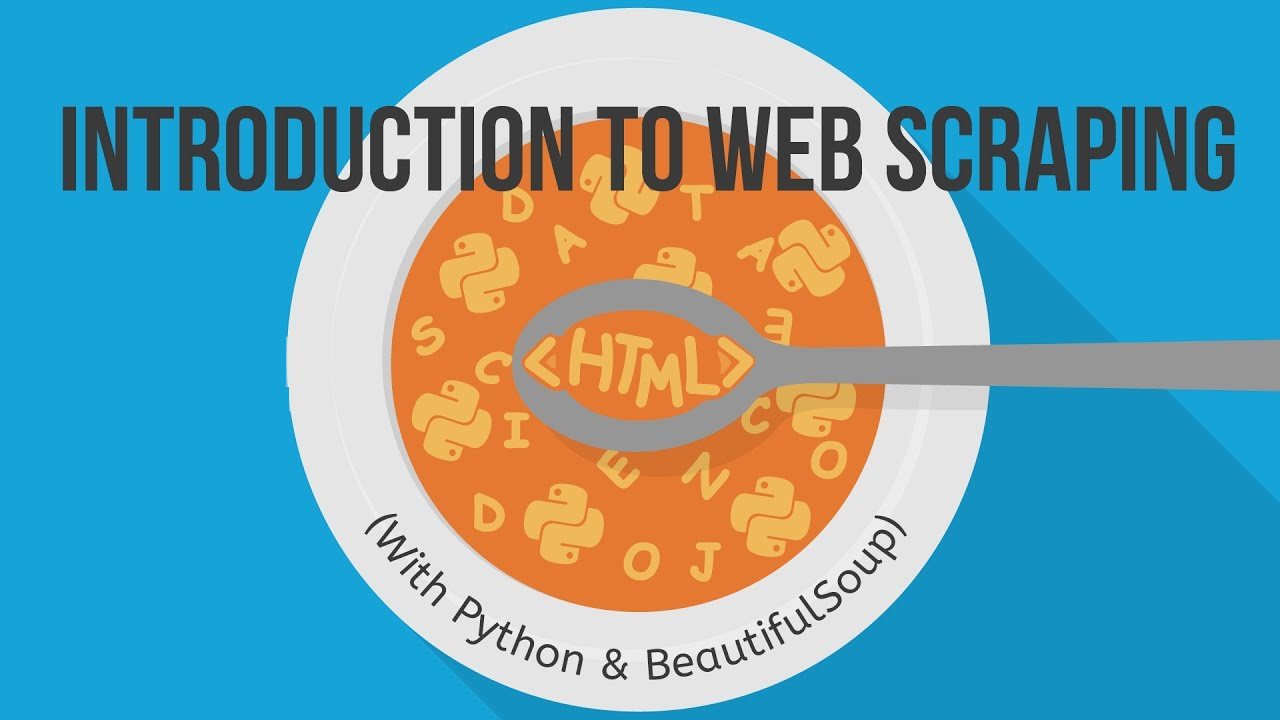 INTRODUCTION TO WEB SCRAPING
D A T A
S C I E N C E
<HTML>
D O J O
(With Python & BeautifulSoup)